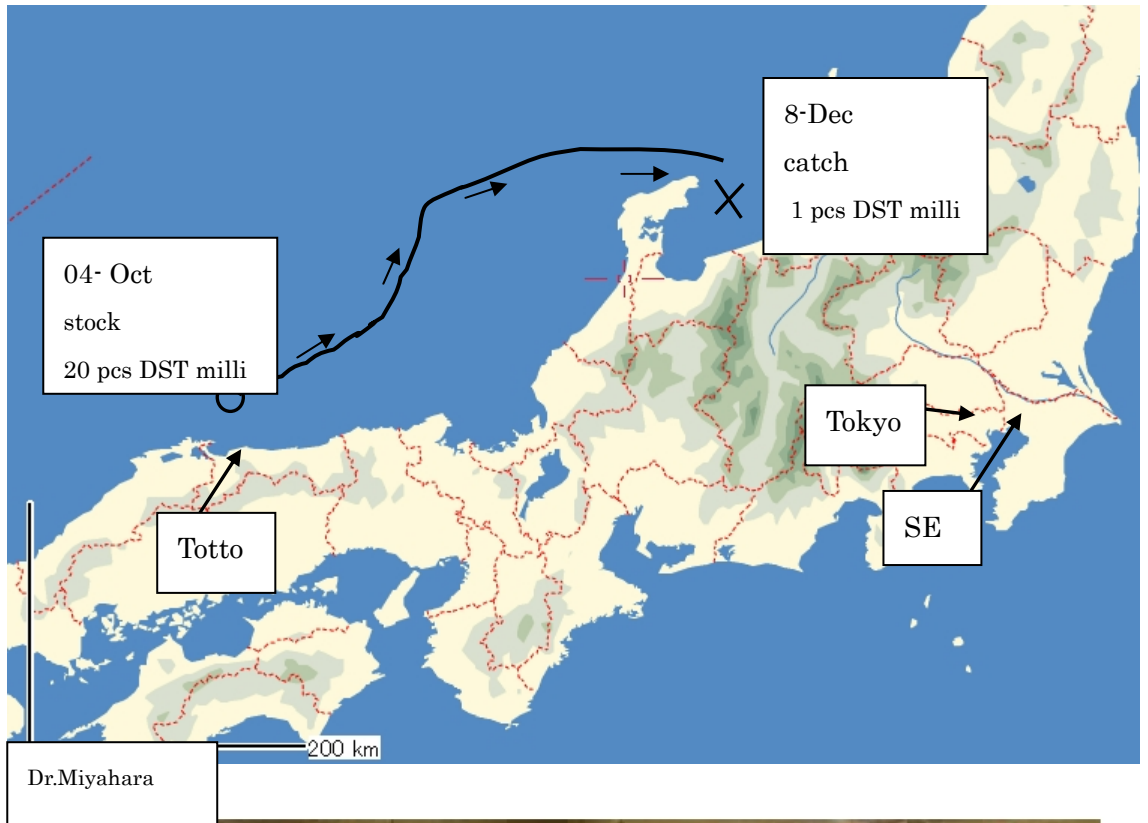 8-Dec
catch
1 pcs DST milli
04- Oct
stock
20 pcs DST milli
Tokyo
SE
Totto
200 km
Dr.Miyahara